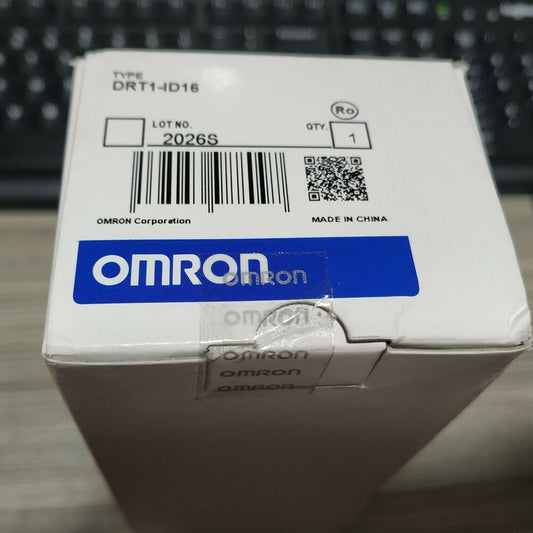 TYPE
DRT1-ID16
Ro
LOT NO. QTY.
2026S 1
OMRON Corporation MADE IN CHINA
OMRON
OMRON
OMRON
OMRON
OMRON